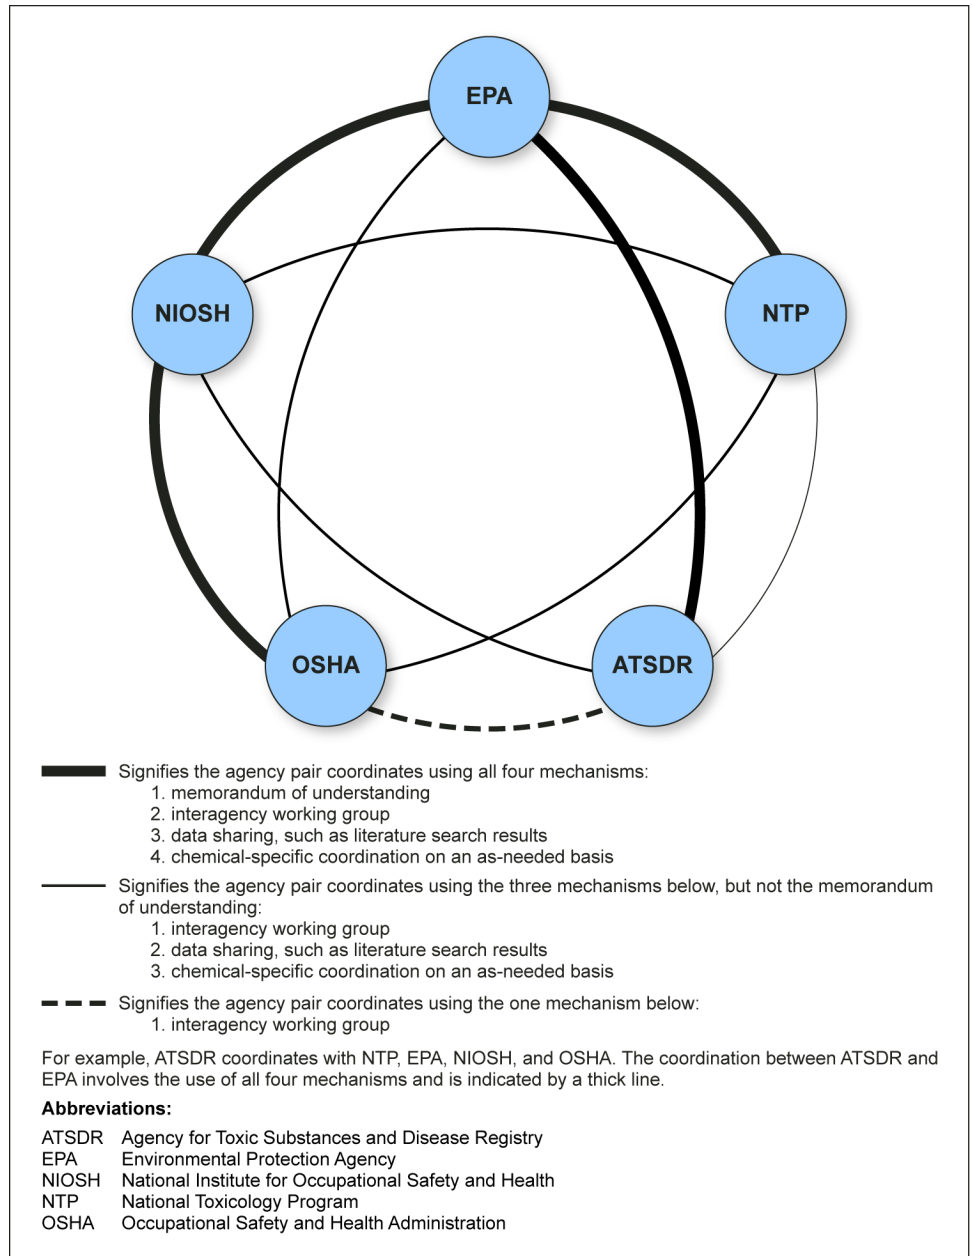 EPA
NIOSH
NTP
OSHA
ATSDR
Signifies the agency pair coordinates using all four mechanisms:
1. memorandum of understanding
2. interagency working group
3. data sharing, such as literature search results
4. chemical-specific coordination on an as-needed basis
Signifies the agency pair coordinates using the three mechanisms below, but not the memorandum
of understanding:
1. interagency working group
2. data sharing, such as literature search results
3. chemical-specific coordination on an as-needed basis
Signifies the agency pair coordinates using the one mechanism below:
1. interagency working group
For example, ATSDR coordinates with NTP, EPA, NIOSH, and OSHA. The coordination between ATSDR and
EPA involves the use of all four mechanisms and is indicated by a thick line.
Abbreviations:
ATSDR Agency for Toxic Substances and Disease Registry
EPA Environmental Protection Agency
NIOSH National Institute for Occupational Safety and Health
NTP National Toxicology Program
OSHA Occupational Safety and Health Administration